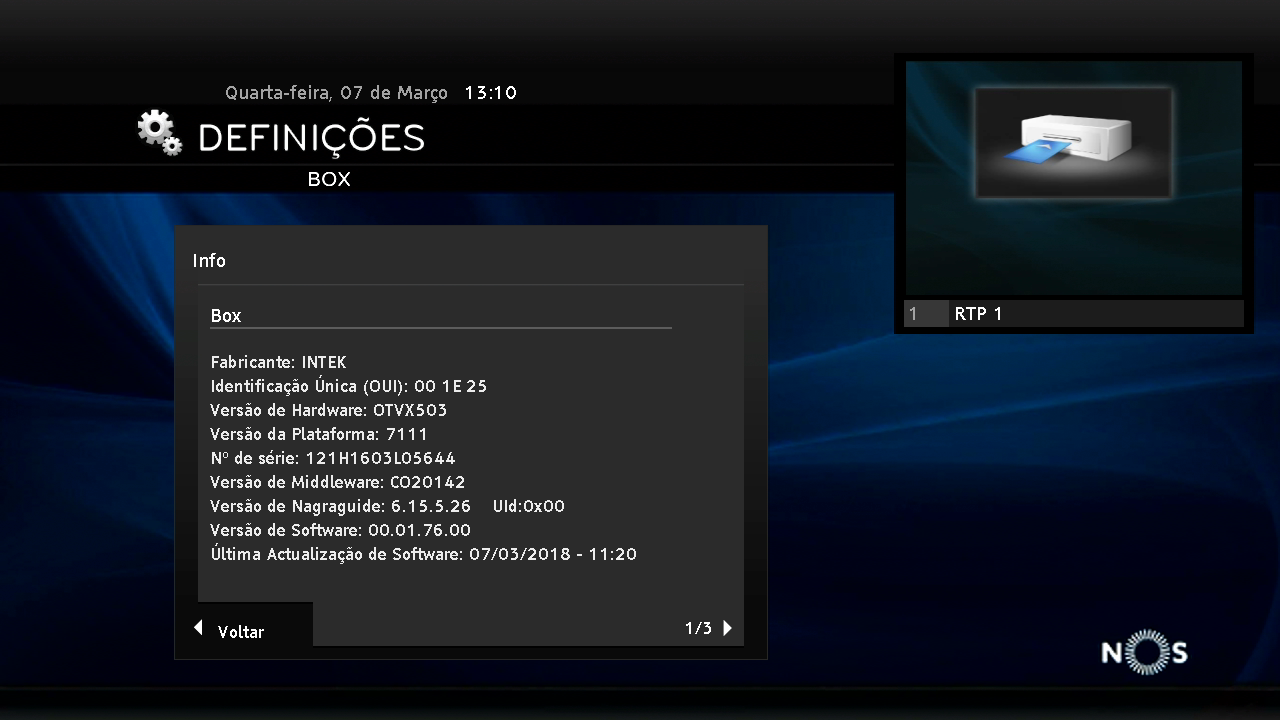 Quarta-feira, 07 de Março 13:10
DEFINIÇÕES
BOX
1 RTP 1
Info
Box
Fabricante: INTEK
Identificação Única (OUI): 00 1E 25
Versão de Hardware: OTVX503
Versão da Plataforma: 7111
Nº de série: 121H1603L05644
Versão de Middleware: CO20142
Versão de Nagraguide: 6.15.5.26 UId:0x00
Versão de Software: 00.01.76.00
Última Actualização de Software: 07/03/2018 - 11:20
Voltar
1/3
NOS